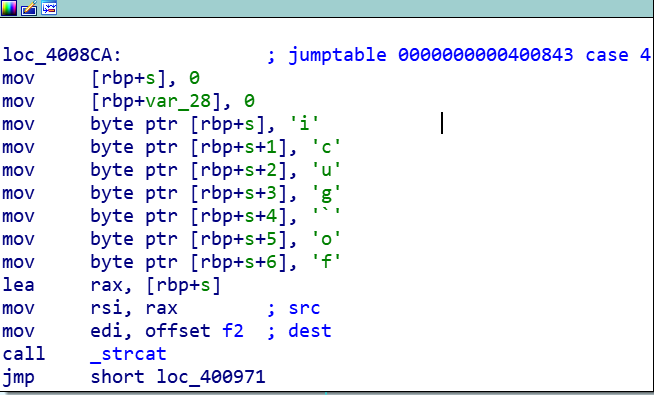 loc_4008CA: ; jumptable 0000000000400843 case 4
mov [rbp+s], 0
mov [rbp+var_28], 0
mov byte ptr [rbp+s], 'i'
mov byte ptr [rbp+s+1], 'c'
mov byte ptr [rbp+s+2], 'u'
mov byte ptr [rbp+s+3], 'g'
mov byte ptr [rbp+s+4], '`'
mov byte ptr [rbp+s+5], 'o'
mov byte ptr [rbp+s+6], 'f'
lea rax, [rbp+s]
mov rsi, rax ; src
mov edi, offset f2 ; dest
call _strcat
jmp short loc_400971